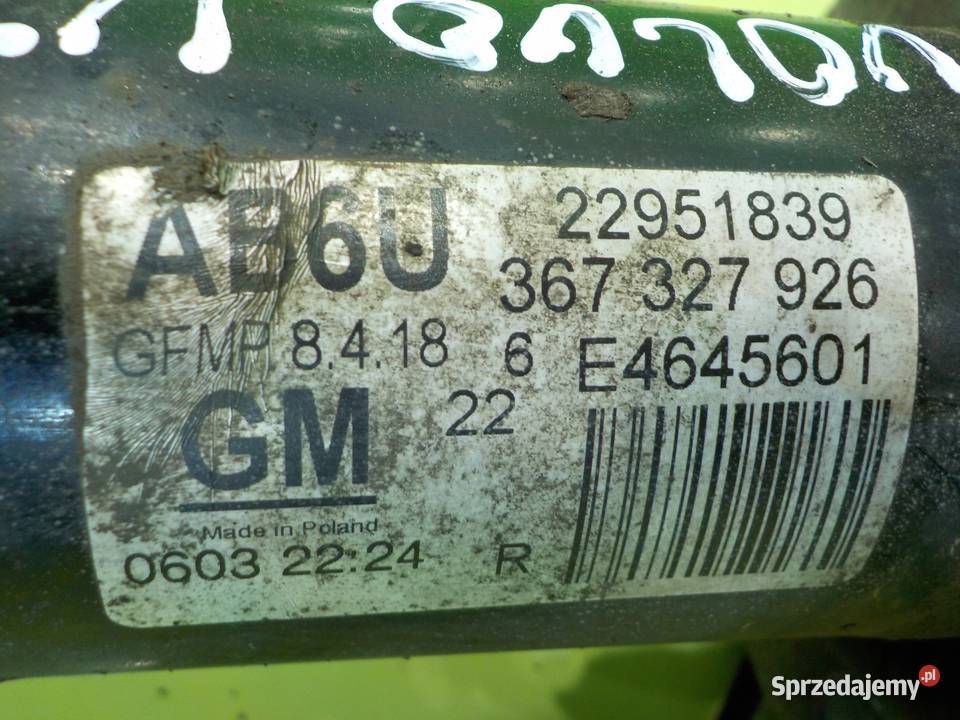 AB6U 22951839
367 327 926
GFMP 8.4.18 6 E4645601
GM 22
Made in Poland
0603 22:24 R
Sprzedajemy.pl